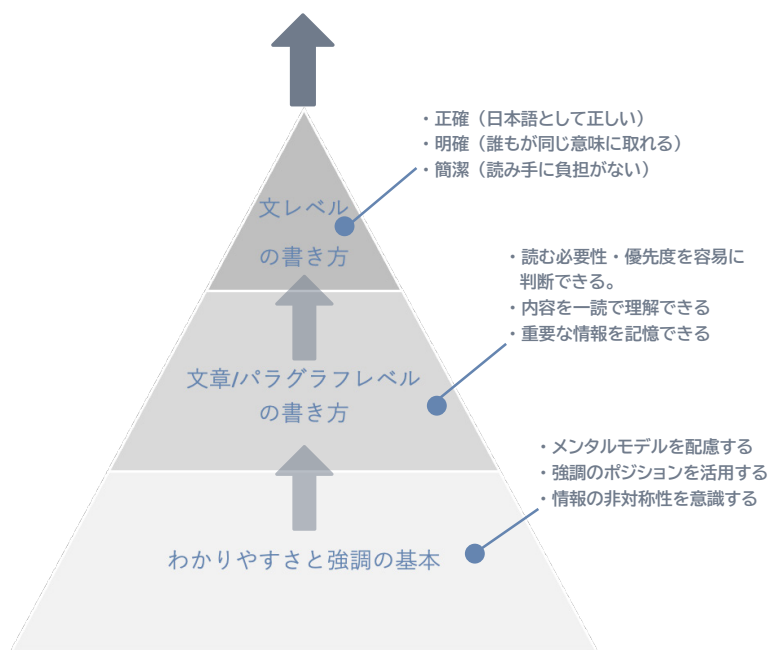 ・正確（日本語として正しい）
・明確（誰もが同じ意味に取れる）
・簡潔（読み手に負担がない）
文レベル
の書き方
・読む必要性・優先度を容易に
判断できる。
・内容を一読で理解できる
・重要な情報を記憶できる
文章/パラグラフレベル
の書き方
・メンタルモデルを配慮する
・強調のポジションを活用する
・情報の非対称性を意識する
わかりやすさと強調の基本